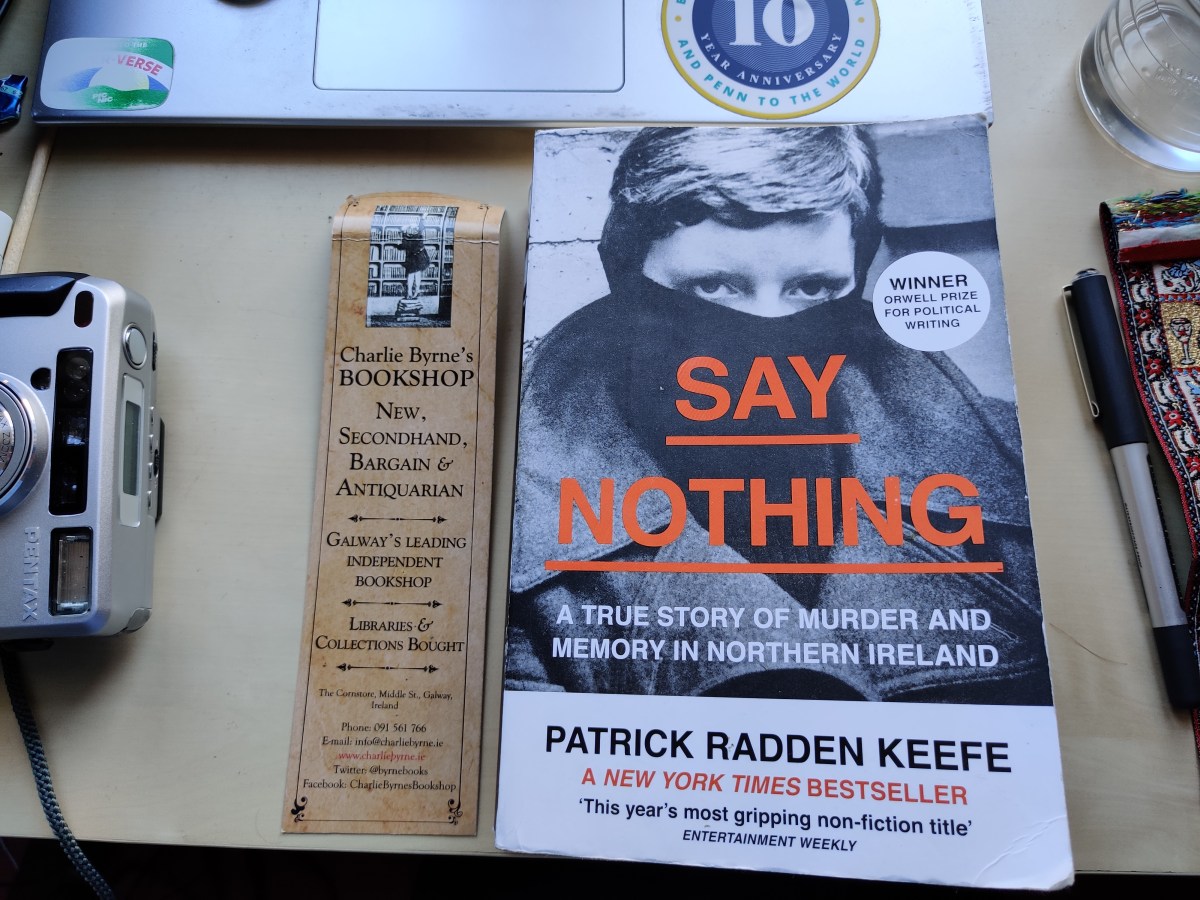 VERSE
10
YEAR ANNIVERSARY
AND PENN TO THE WORLD
PENTAX
Charlie Byrne's
BOOKSHOP
New,
Secondhand,
Bargain &
Antiquarian
Galway's leading
independent
bookshop
Libraries &
Collections Bought
The Cornstore, Middle St., Galway,
Ireland
Phone: 091 561 766
E-mail: info@charliebyrne.ie
www.charliebyrne.ie
Twitter: @byrnebooks
Facebook: CharlieByrnesBookshop
WINNER
ORWELL PRIZE
FOR POLITICAL
WRITING
SAY
NOTHING
A TRUE STORY OF MURDER AND
MEMORY IN NORTHERN IRELAND
PATRICK RADDEN KEEFE
A NEW YORK TIMES BESTSELLER
‘This year’s most gripping non-fiction title’
ENTERTAINMENT WEEKLY